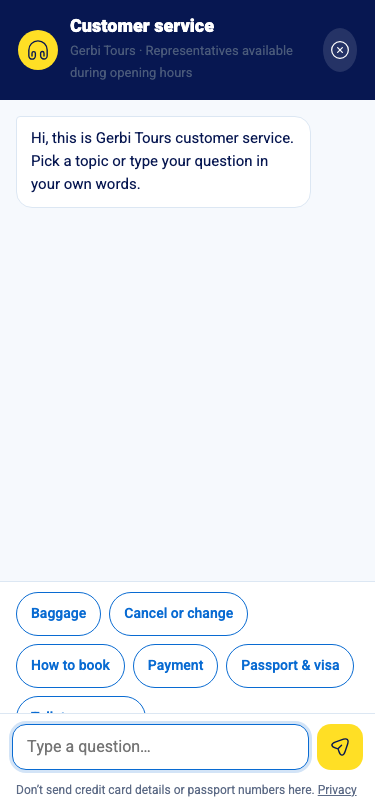 Customer service
Gerbi Tours · Representatives available
during opening hours
Hi, this is Gerbi Tours customer service.
Pick a topic or type your question in
your own words.
Baggage
Cancel or change
How to book
Payment
Passport & visa
Type a question…
Don’t send credit card details or passport numbers here. Privacy